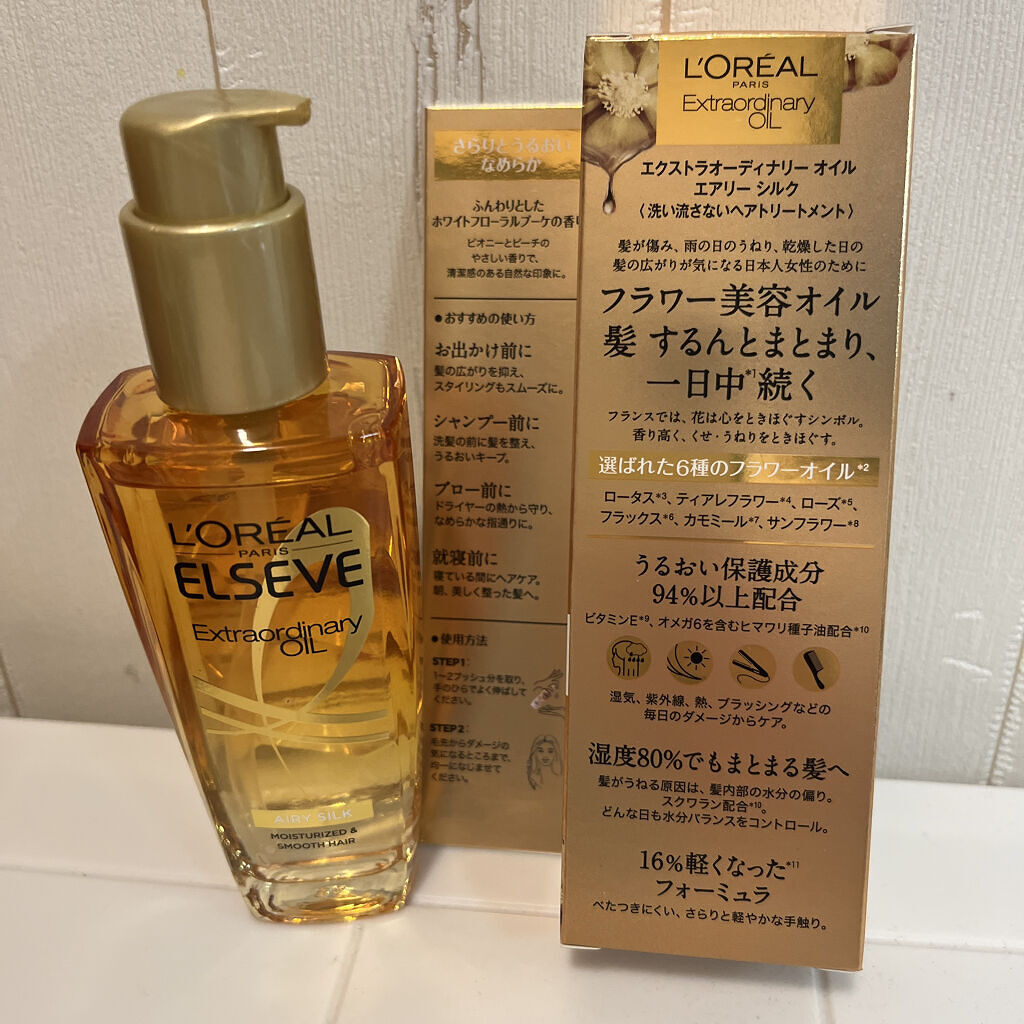 L'ORÉAL
PARIS
ELSEVE
Extraordinary
OIL
AIRY SILK
MOISTURIZED &
SMOOTH HAIR
さらりとうるおい
なめらか
ふんわりとした
ホワイトフローラルブーケの香り
ピオニーとピーチの
やさしい香りで、
清潔感のある自然な印象に。
●おすすめの使い方
お出かけ前に
髪の広がりを抑え、
スタイリングもスムーズに。
シャンプー前に
洗髪の前に髪を整え、
うるおいキープ。
ブロー前に
ドライヤーの熱から守り、
なめらかな指通りに。
就寝前に
寝ている間にヘアケア。
朝、美しく整った髪へ。
●使用方法
STEP1:
1〜2プッシュ分を取り、
手のひらでよく伸ばして
ください。
STEP2:
毛先からダメージの
気になるところまで、
均一になじませて
ください。
L'ORÉAL
PARIS
Extraordinary
OIL
エクストラオーディナリー オイル
エアリー シルク
〈洗い流さないヘアトリートメント〉
髪が傷み、雨の日のうねり、乾燥した日の
髪の広がりが気になる日本人女性のために
フラワー美容オイル
髪 するんとまとまり、
一日中*1続く
フランスでは、花は心をときほぐすシンボル。
香り高く、くせ・うねりをときほぐす。
選ばれた6種のフラワーオイル*2
ロータス*3、ティアレフラワー*4、ローズ*5、
フラックス*6、カモミール*7、サンフラワー*8
うるおい保護成分
94%以上配合
ビタミンE*9、オメガ6を含むヒマワリ種子油配合*10
湿気、紫外線、熱、ブラッシングなどの
毎日のダメージからケア。
湿度80%でもまとまる髪へ
髪がうねる原因は、髪内部の水分の偏り。
スクワラン配合*10。
どんな日も水分バランスをコントロール。
16%軽くなった*11
フォーミュラ
べたつきにくい、さらりと軽やかな手触り。